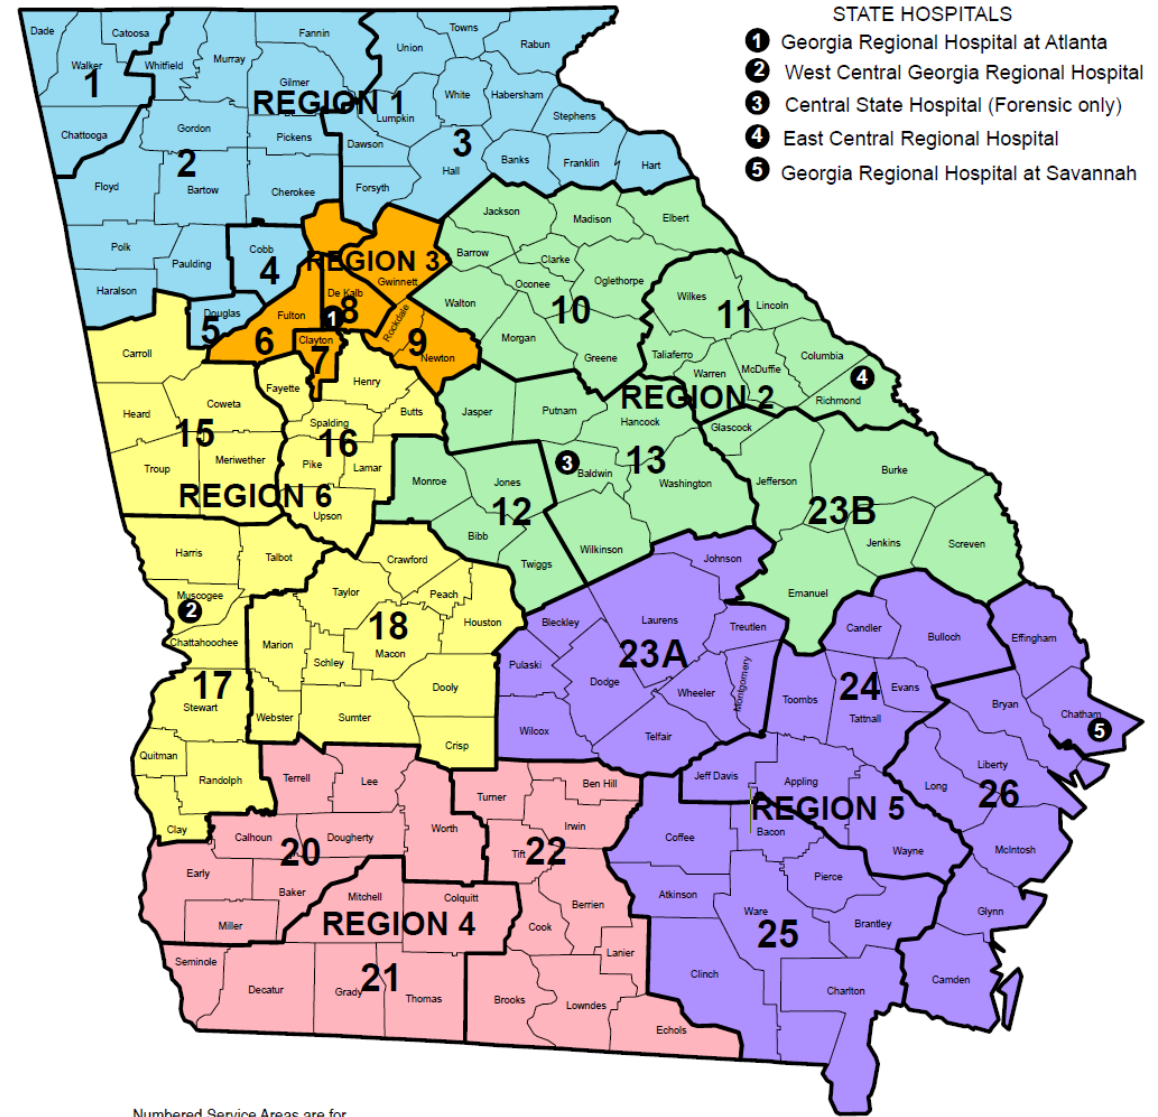 STATE HOSPITALS
1 Georgia Regional Hospital at Atlanta
2 West Central Georgia Regional Hospital
3 Central State Hospital (Forensic only)
4 East Central Regional Hospital
5 Georgia Regional Hospital at Savannah
Dade
Catoosa
Walker
1
Chattooga
Whitfield
Murray
Fannin
Gilmer
REGION 1
Gordon
Pickens
2
Floyd
Bartow
Cherokee
Polk
Paulding
Haralson
Cobb
4
Douglas
5
Union
Towns
Rabun
White
Habersham
Lumpkin
Stephens
Dawson
3
Hall
Banks
Franklin
Hart
Forsyth
REGION 3
Gwinnett
De Kalb
8
1
Fulton
6
Clayton
7
Rockdale
9
Newton
Jackson
Madison
Elbert
Barrow
Clarke
Oconee
Oglethorpe
Walton
10
Morgan
Greene
Wilkes
Lincoln
11
Taliaferro
Warren
McDuffie
Columbia
4
Richmond
REGION 2
Jasper
Putnam
Hancock
Glascock
3
Baldwin
13
Washington
Monroe
Jones
12
Bibb
Twiggs
Wilkinson
Jefferson
Burke
23B
Jenkins
Screven
Emanuel
Carroll
Heard
Coweta
15
Troup
Meriwether
REGION 6
Fayette
Henry
Butts
Spalding
16
Pike
Lamar
Upson
Harris
Talbot
Muscogee
2
Chattahoochee
17
Stewart
Quitman
Randolph
Clay
Crawford
Taylor
Peach
Houston
18
Macon
Marion
Schley
Dooly
Webster
Sumter
Crisp
Johnson
Laurens
Treutlen
Bleckley
23A
Pulaski
Dodge
Wheeler
Montgomery
Wilcox
Telfair
Candler
Bulloch
Effingham
24
Evans
Toombs
Tattnall
Bryan
Chatham
5
Liberty
Long
26
McIntosh
Jeff Davis
Appling
REGION 5
Bacon
Wayne
Coffee
Pierce
Atkinson
Ware
25
Brantley
Glynn
Clinch
Charlton
Camden
Terrell
Lee
Calhoun
Dougherty
Worth
20
Early
Baker
Miller
Mitchell
Colquitt
REGION 4
Seminole
Decatur
Grady
21
Thomas
Turner
Ben Hill
Irwin
Tift
22
Berrien
Cook
Lanier
Brooks
Lowndes
Echols
Numbered Service Areas are for